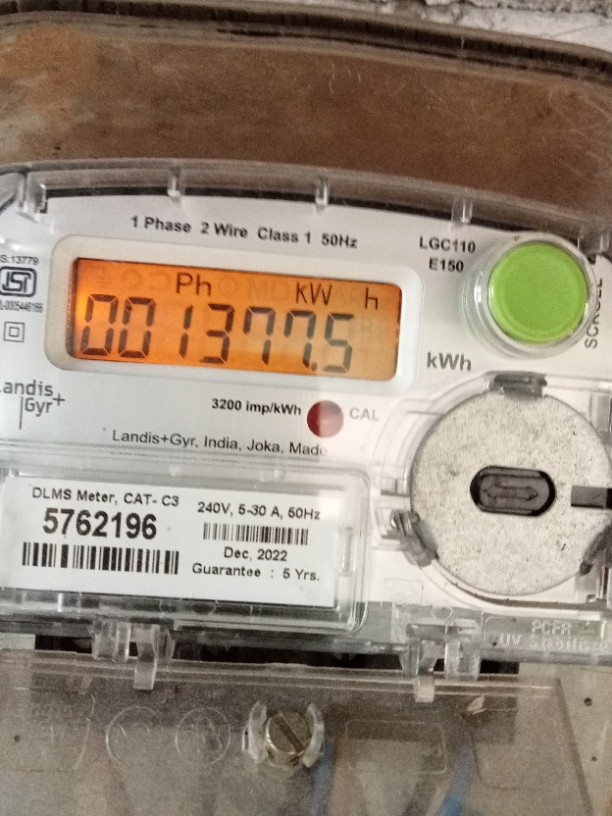 1 Phase 2 Wire Class 1 50Hz
LGC110
E150
S:13779
ISI
Ph kW h
001377.5
kWh
SCROLL
Landis
Gyr+
3200 imp/kWh
CAL
Landis+Gyr, India, Joka, Made
DLMS Meter, CAT- C3
5762196
240V, 5-30 A, 50Hz
Dec, 2022
Guarantee : 5 Yrs.